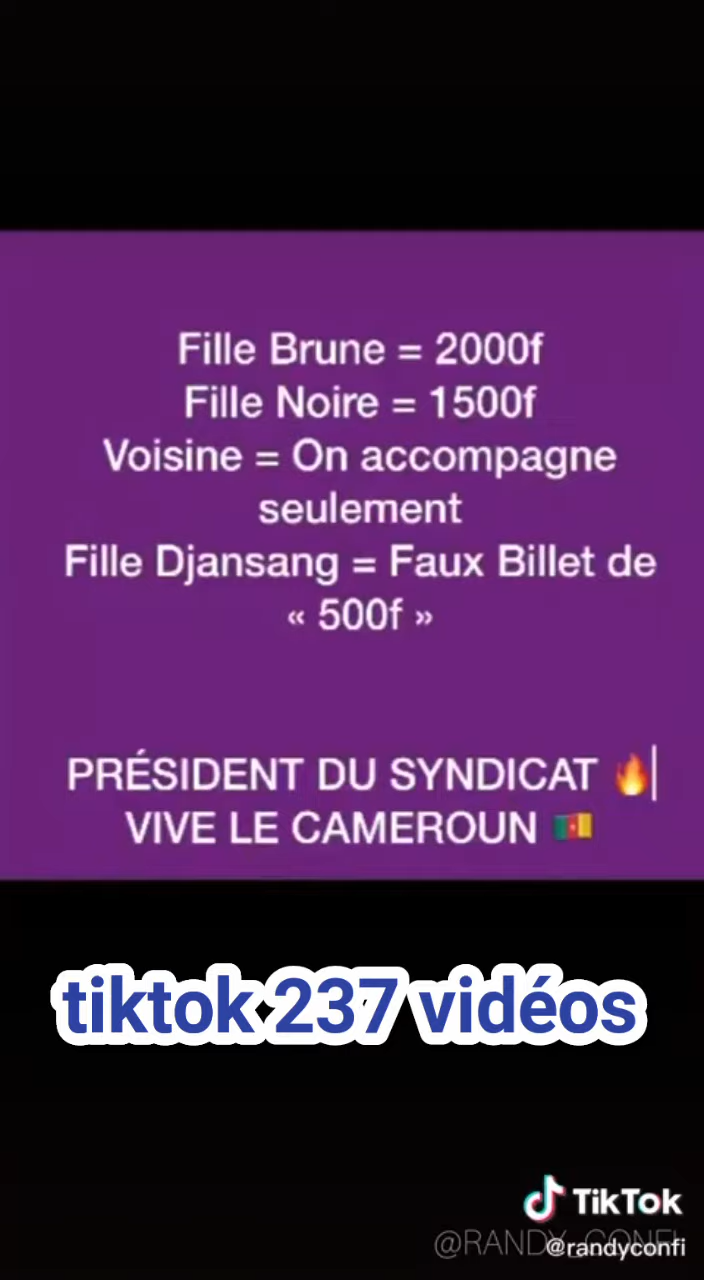 Fille Brune = 2000f
Fille Noire = 1500f
Voisine = On accompagne
seulement
Fille Djansang = Faux Billet de
« 500f »
PRÉSIDENT DU SYNDICAT 🔥
VIVE LE CAMEROUN 🇨🇲
tiktok 237 vidéos
TikTok
@RANDY_CONFI
@randyconfi